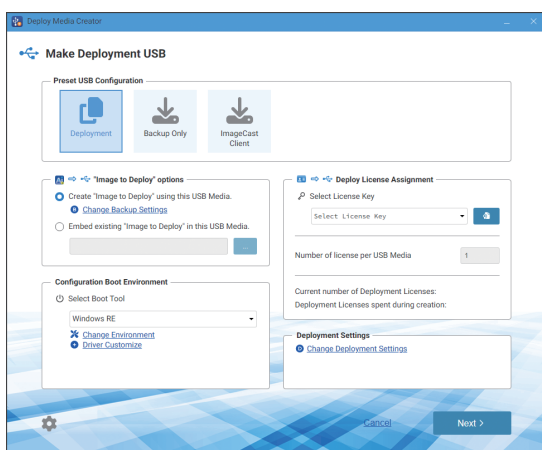 Deploy Media Creator
Make Deployment USB
Preset USB Configuration
Deployment
Backup Only
ImageCast
Client
"Image to Deploy" options
Create "Image to Deploy" using this USB Media.
Change Backup Settings
Embed existing "Image to Deploy" in this USB Media.
...
Configuration Boot Environment
Select Boot Tool
Windows RE
Change Environment
Driver Customize
Deploy License Assignment
Select License Key
Select License Key
Number of license per USB Media
1
Current number of Deployment Licenses:
Deployment Licenses spent during creation:
Deployment Settings
Change Deployment Settings
Cancel
Next >